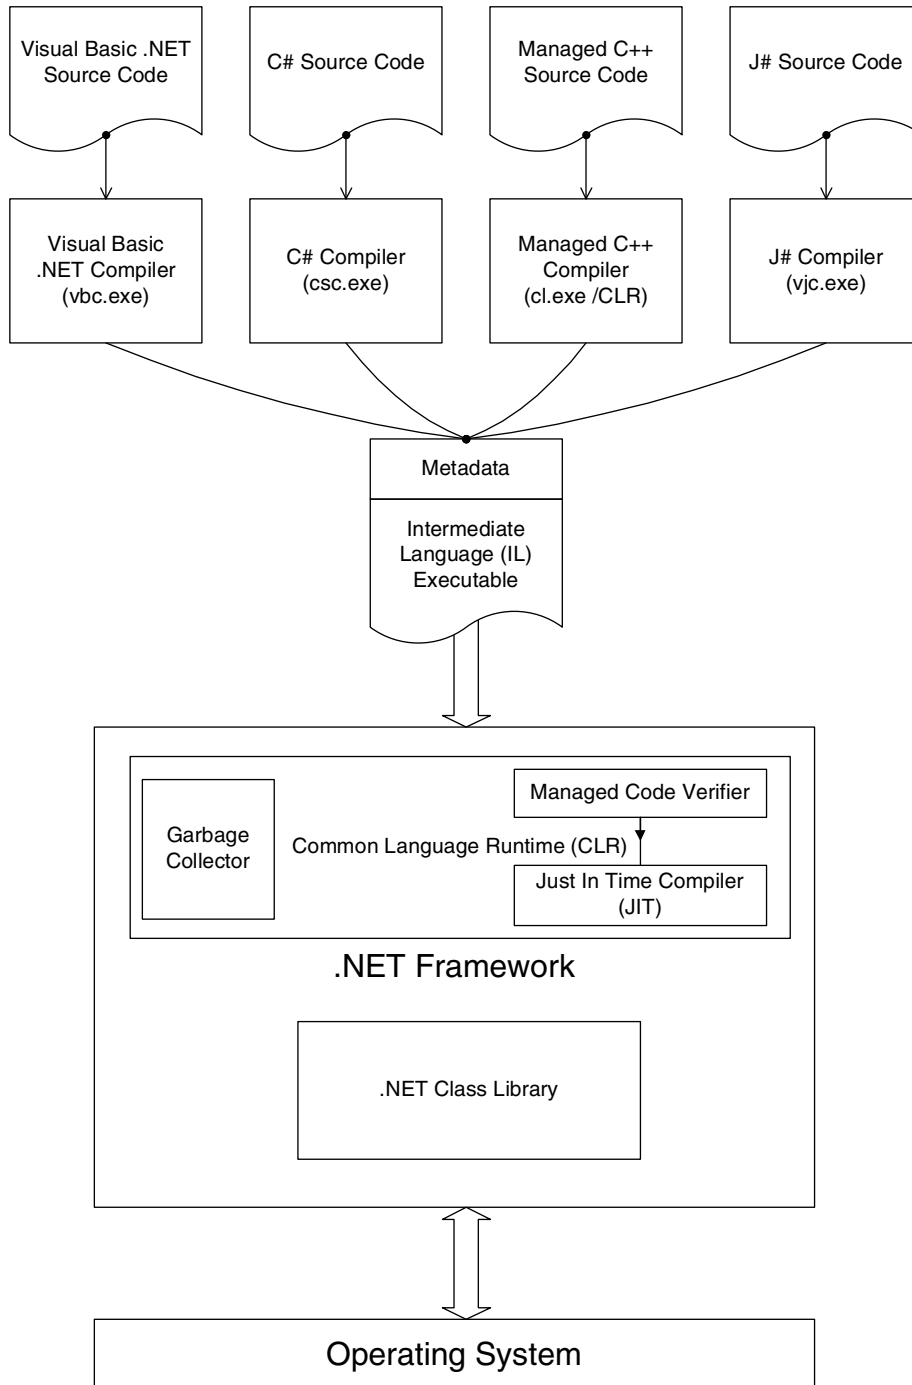 Visual Basic .NET
Source Code
C# Source Code
Managed C++
Source Code
J# Source Code
Visual Basic
.NET Compiler
(vbc.exe)
C# Compiler
(csc.exe)
Managed C++
Compiler
(cl.exe /CLR)
J# Compiler
(vjc.exe)
Metadata
Intermediate
Language (IL)
Executable
Garbage
Collector
Common Language Runtime (CLR)
Managed Code Verifier
Just In Time Compiler
(JIT)
.NET Framework
.NET Class Library
Operating System